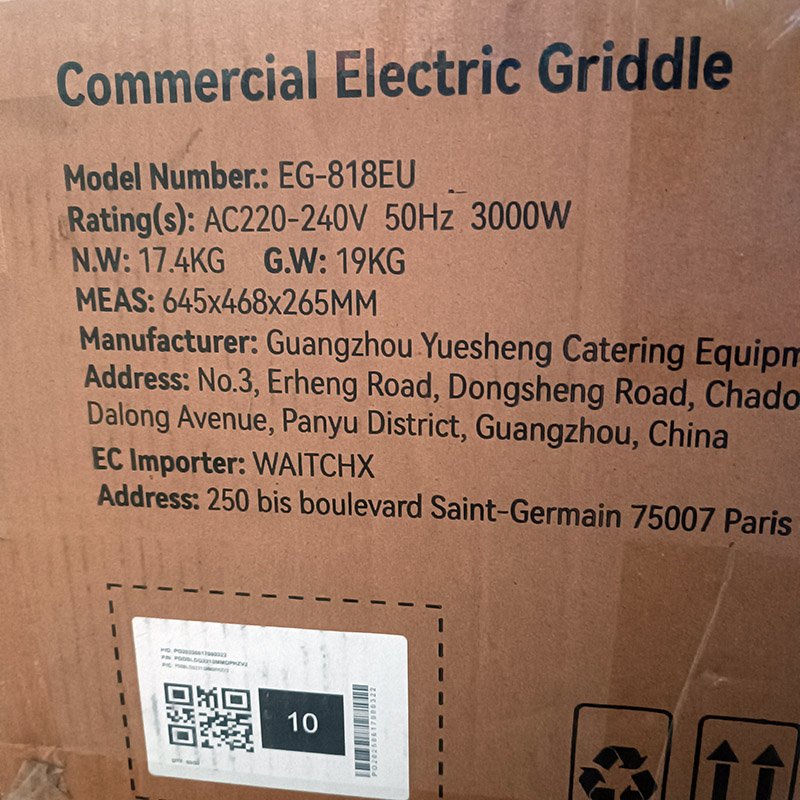 Commercial Electric Griddle
Model Number.: EG-818EU
Rating(s): AC220-240V 50Hz 3000W
N.W: 17.4KG G.W: 19KG
MEAS: 645x468x265MM
Manufacturer: Guangzhou Yuesheng Catering Equipm
Address: No.3, Erheng Road, Dongsheng Road, Chado
Dalong Avenue, Panyu District, Guangzhou, China
EC Importer: WAITCHX
Address: 250 bis boulevard Saint-Germain 75007 Paris
10